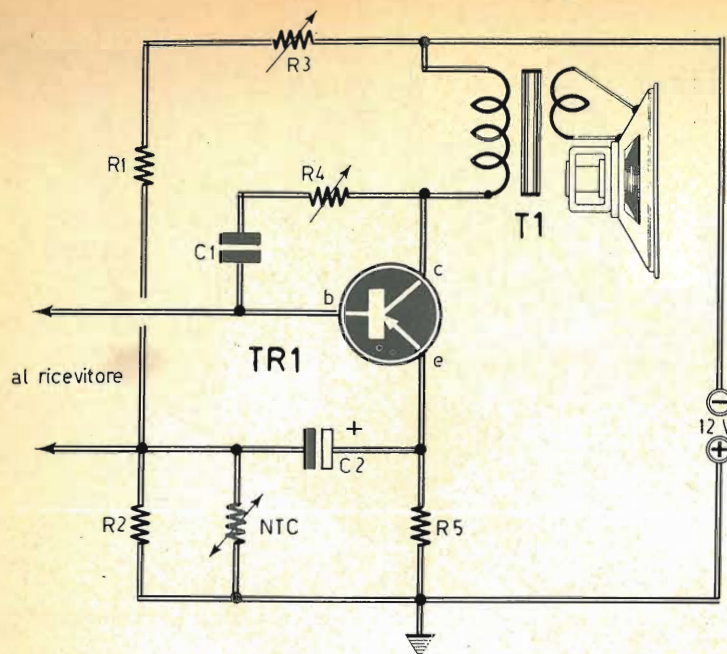 R3
R1
R4
T1
C1
c
b
TR1
e
al ricevitore
+
C2
−
12 V
+
R2
NTC
R5